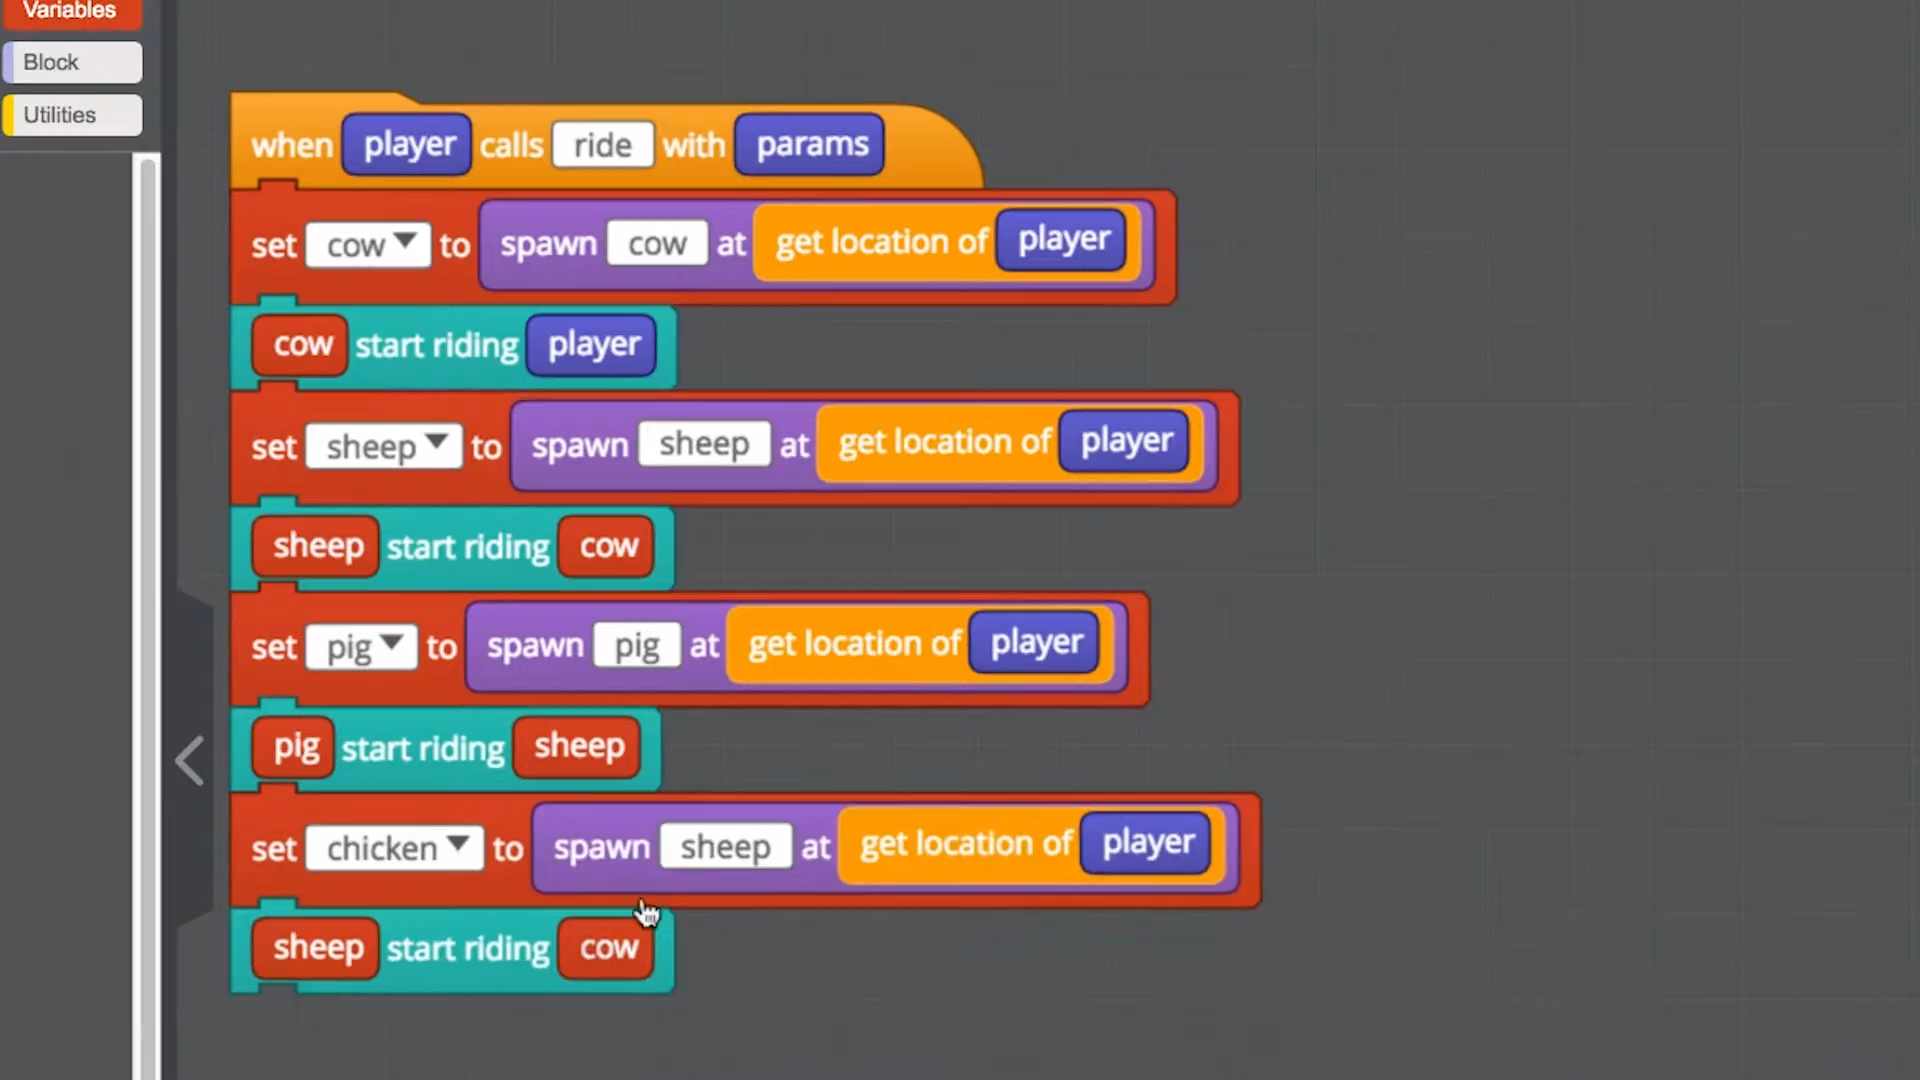 Variables
Block
Utilities
when player calls ride with params
set cow to spawn cow at get location of player
cow start riding player
set sheep to spawn sheep at get location of player
sheep start riding cow
set pig to spawn pig at get location of player
pig start riding sheep
set chicken to spawn sheep at get location of player
sheep start riding cow